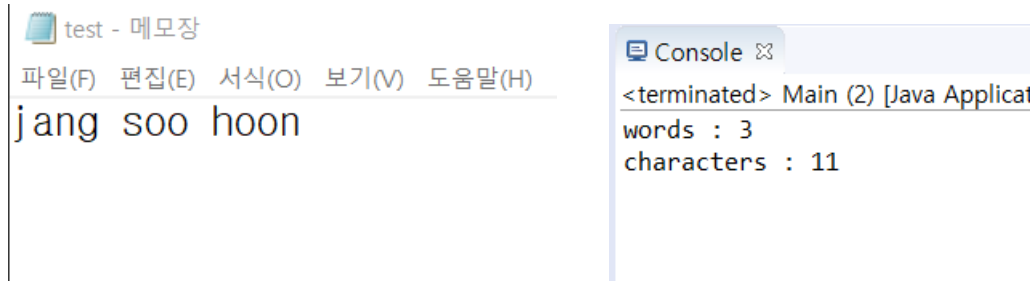 test - 메모장
파일(F) 편집(E) 서식(O) 보기(V) 도움말(H)
jang soo hoon
Console
<terminated> Main (2) [Java Applicat
words : 3
characters : 11